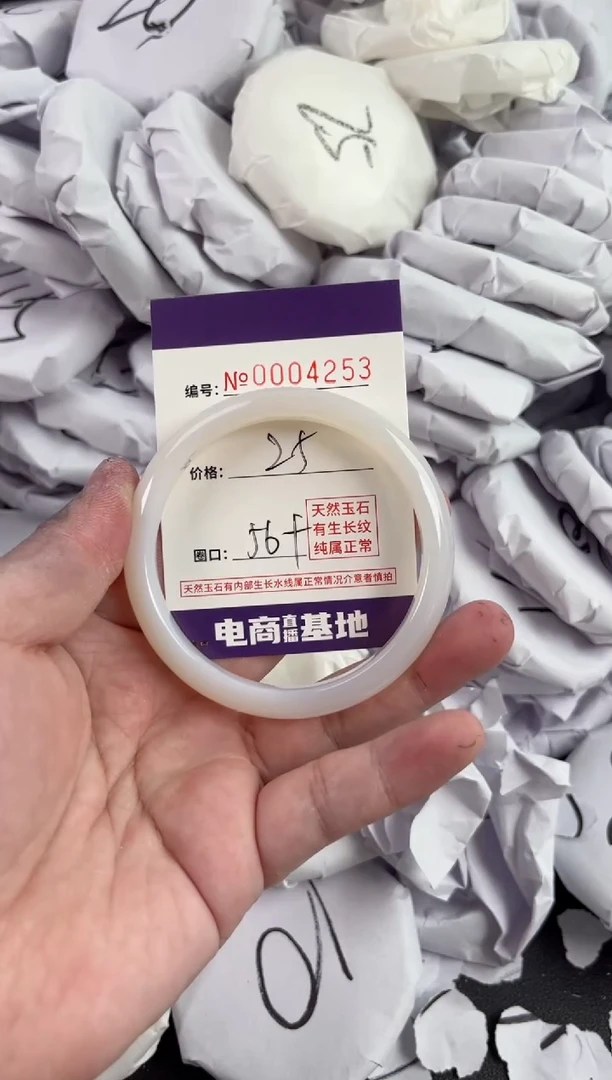 52
编号: №0004253
价格: 25
天然玉石
有生长纹
纯属正常
圈口: 56+
天然玉石有内部生长水线属正常情况介意者慎拍
电商直播基地